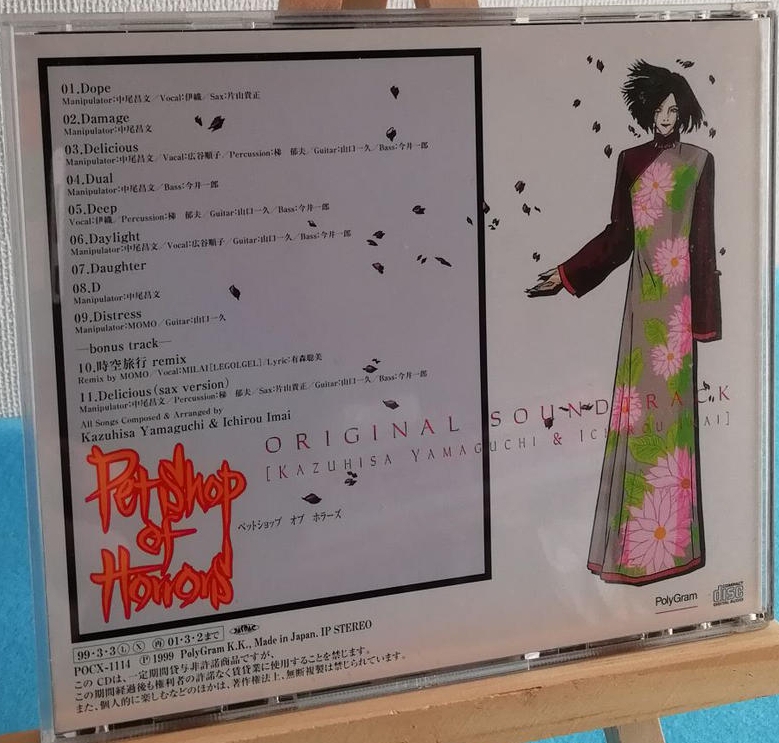 01.Dope
Manipulator:中尾昌文／Vocal:伊織／Sax:片山貴正
02.Damage
Manipulator:中尾昌文
03.Delicious
Manipulator:中尾昌文／Vacal:広谷順子／Percussion:梯 郁夫／Guitar:山口一久／Bass:今井一郎
04.Dual
Manipulator:中尾昌文／Bass:今井一郎
05.Deep
Vocal:伊織／Percussion:梯 郁夫／Guitar:山口一久／Bass:今井一郎
06.Daylight
Manipulator:中尾昌文／Vocal:広谷順子／Guitar:山口一久／Bass:今井一郎
07.Daughter
08.D
Manipulator:中尾昌文
09.Distress
Manipulator:MOMO／Guitar:山口一久
—bonus track—
10.時空旅行 remix
Remix by MOMO／Vocal:MILAI[LEGOLGEL]／Lyric:有森聡美
11.Delicious(sax version)
Manipulator:中尾昌文／Percussion:梯 郁夫／Sax:片山貴正／Guitar:山口一久／Bass:今井一郎
All Songs Composed & Arranged by
Kazuhisa Yamaguchi & Ichirou Imai
ORIGINAL SOUNDTRACK
[KAZUHISA YAMAGUCHI & ICHIROU IMAI]
Pet Shop
of
Horrors
ペットショップ オブ ホラーズ
PolyGram
COMPACT
disc
DIGITAL AUDIO
99・3・3 Ⓛ Ⓧ ㊖ 01・3・2まで
POCX-1114 Ⓟ1999 PolyGram K.K., Made in Japan. 1P STEREO
このCDは、一定期間貸与非許諾商品ですが、
この期間経過後も権利者の許諾なく賃貸業に使用することを禁じます。
また、個人的に楽しむなどのほかは、著作権法上、無断複製は禁じられています。